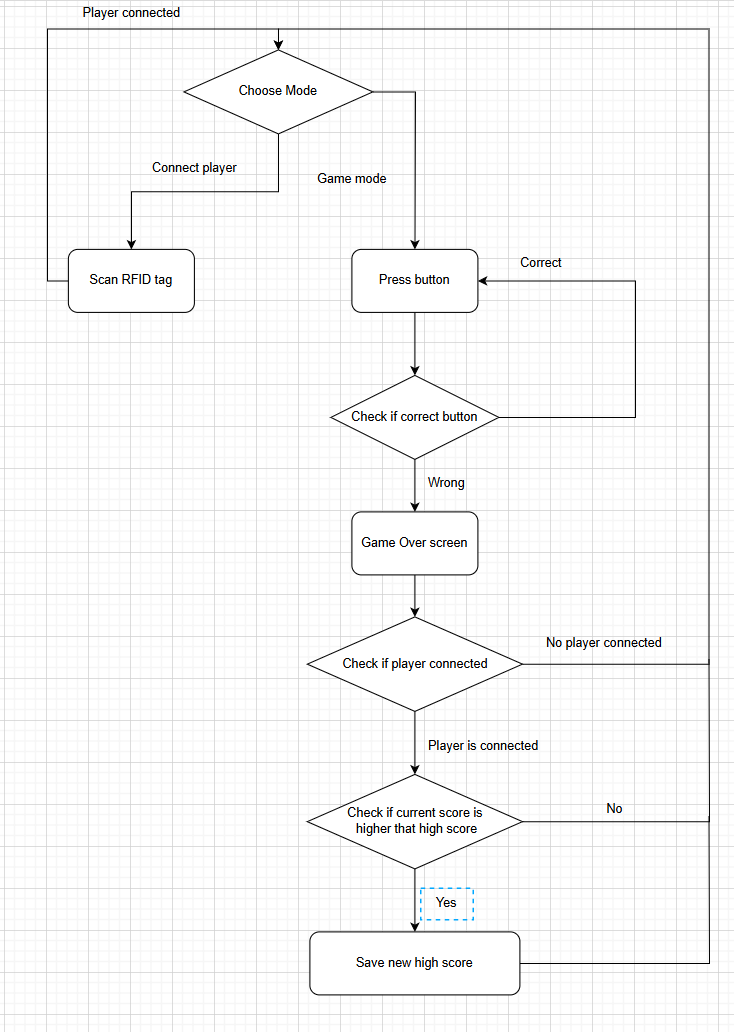 Player connected
Choose Mode
Connect player
Game mode
Scan RFID tag
Press button
Correct
Check if correct button
Wrong
Game Over screen
No player connected
Check if player connected
Player is connected
Check if current score is
higher that high score
No
Yes
Save new high score